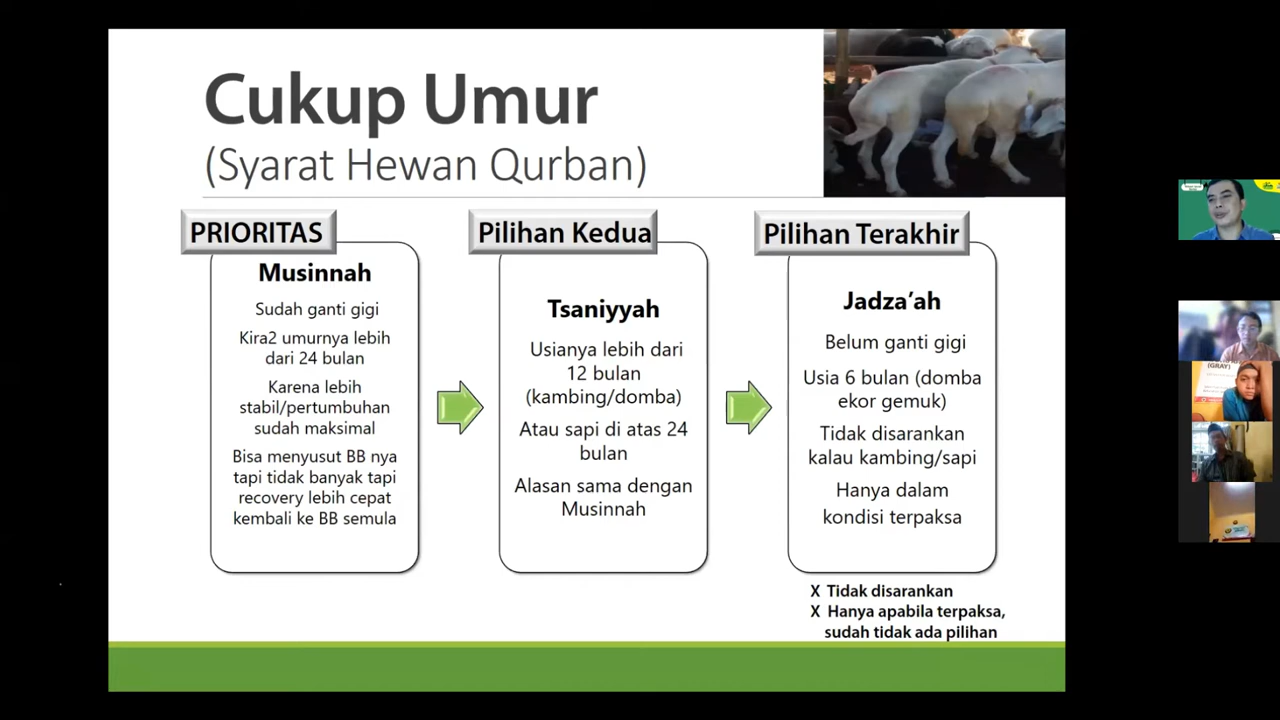 Cukup Umur
(Syarat Hewan Qurban)
PRIORITAS
Musinnah
Sudah ganti gigi
Kira2 umurnya lebih
dari 24 bulan
Karena lebih
stabil/pertumbuhan
sudah maksimal
Bisa menyusut BB nya
tapi tidak banyak tapi
recovery lebih cepat
kembali ke BB semula
Pilihan Kedua
Tsaniyyah
Usianya lebih dari
12 bulan
(kambing/domba)
Atau sapi di atas 24
bulan
Alasan sama dengan
Musinnah
Pilihan Terakhir
Jadza’ah
Belum ganti gigi
Usia 6 bulan (domba
ekor gemuk)
Tidak disarankan
kalau kambing/sapi
Hanya dalam
kondisi terpaksa
X Tidak disarankan
X Hanya apabila terpaksa,
sudah tidak ada pilihan
(GRAY)